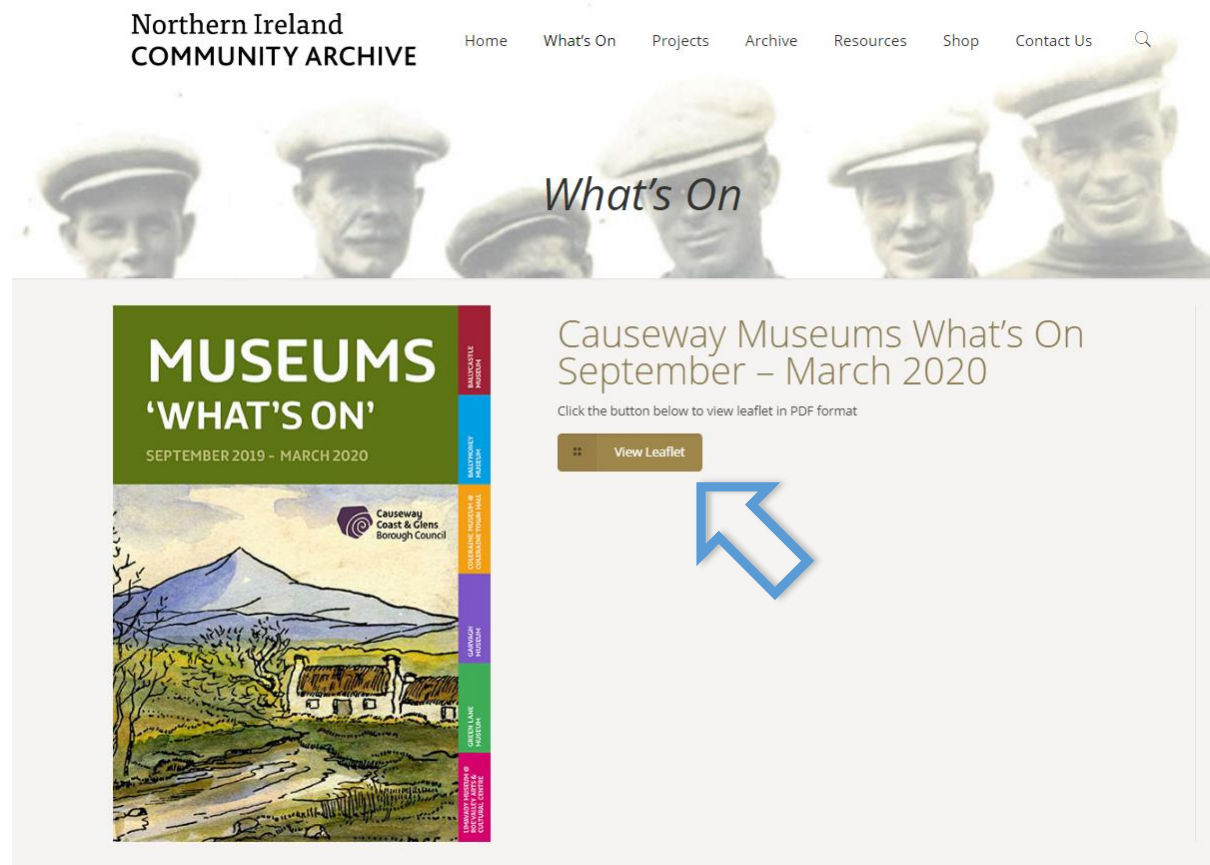 Northern Ireland
COMMUNITY ARCHIVE
Home What's On Projects Archive Resources Shop Contact Us
What's On
MUSEUMS
‘WHAT’S ON’
SEPTEMBER 2019 - MARCH 2020
Causeway
Coast & Glens
Borough Council
BALLYCASTLE
MUSEUM
BALLYMONEY
MUSEUM
COLERAINE MUSEUM @
COLERAINE TOWN HALL
GARVAGH
MUSEUM
GREEN LANE
MUSEUM
LIMAVADY MUSEUM @
ROE VALLEY ARTS &
CULTURAL CENTRE
Causeway Museums What’s On
September – March 2020
Click the button below to view leaflet in PDF format
View Leaflet